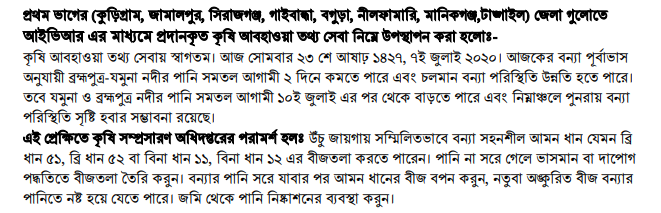 প্রথম ভাগের (কুড়িগ্রাম, জামালপুর, সিরাজগঞ্জ, গাইবান্ধা, বগুড়া, নীলফামারি, মানিকগঞ্জ,টাঙ্গাইল) জেলা গুলোতে
আইভিআর এর মাধ্যমে প্রদানকৃত কৃষি আবহাওয়া তথ্য সেবা নিম্নে উপস্থাপন করা হলোঃ-
কৃষি আবহাওয়া তথ্য সেবায় স্বাগতম। আজ সোমবার ২৩ শে আষাঢ় ১৪২৭, ৭ই জুলাই ২০২০। আজকের বন্যা পূর্বাভাস
অনুযায়ী ব্রহ্মপুত্র-যমুনা নদীর পানি সমতল আগামী ২ দিনে কমতে পারে এবং চলমান বন্যা পরিস্থিতি উন্নতি হতে পারে।
তবে যমুনা ও ব্রহ্মপুত্র নদীর পানি সমতল আগামী ১০ই জুলাই এর পর থেকে বাড়তে পারে এবং নিম্নাঞ্চলে পুনরায় বন্যা
পরিস্থিতি সৃষ্টি হবার সম্ভাবনা রয়েছে।
এই প্রেক্ষিতে কৃষি সম্প্রসারণ অধিদপ্তরের পরামর্শ হলঃ উঁচু জায়গায় সম্মিলিতভাবে বন্যা সহনশীল আমন ধান যেমন ব্রি
ধান ৫১, ব্রি ধান ৫২ বা বিনা ধান ১১, বিনা ধান ১২ এর বীজতলা করতে পারেন। পানি না সরে গেলে ভাসমান বা দাপোগ
পদ্ধতিতে বীজতলা তৈরি করুন। বন্যার পানি সরে যাবার পর আমন ধানের বীজ বপন করুন, নতুবা অঙ্কুরিত বীজ বন্যার
পানিতে নষ্ট হয়ে যেতে পারে। জমি থেকে পানি নিষ্কাশনের ব্যবস্থা করুন।